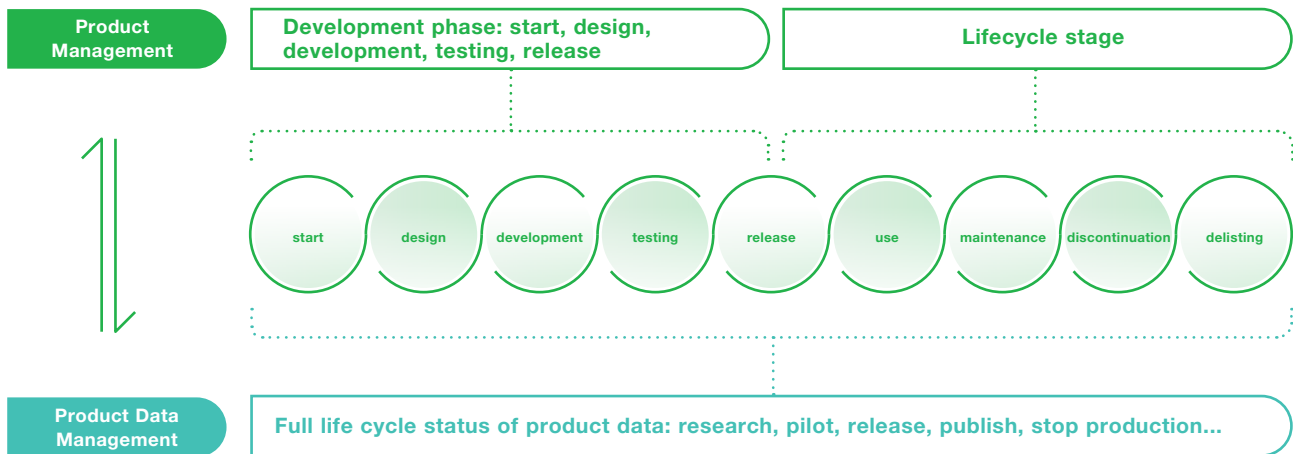 Product
Management
Development phase: start, design,
development, testing, release
Lifecycle stage
start
design
development
testing
release
use
maintenance
discontinuation
delisting
Product Data
Management
Full life cycle status of product data: research, pilot, release, publish, stop production...